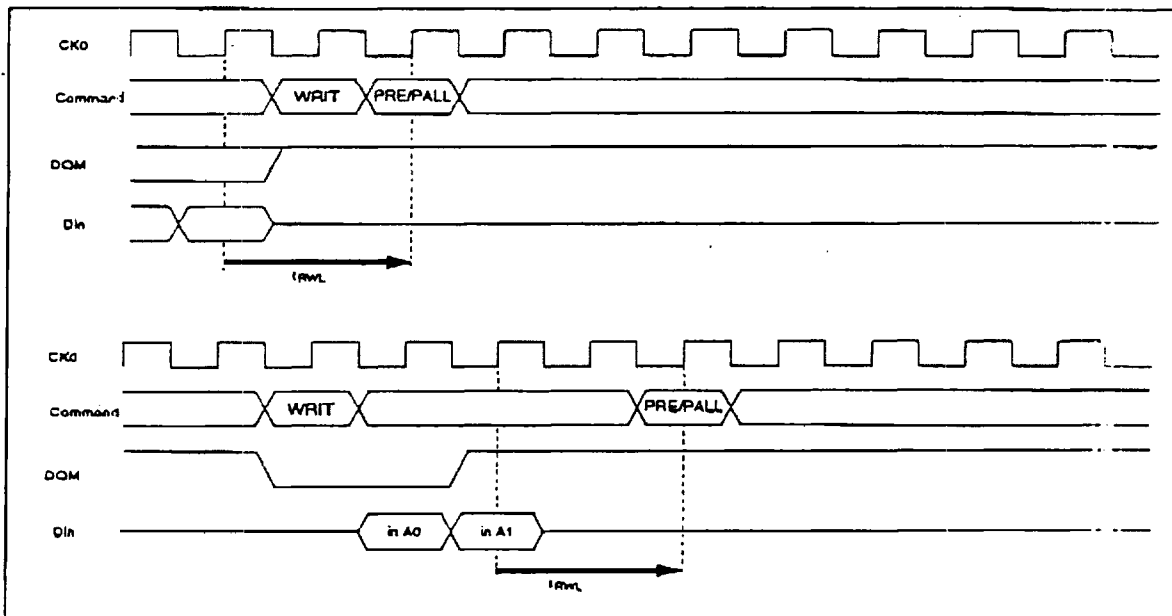 CK0
Command WRIT PRE/PALL
DQM
Din
tRWL
CK0
Command WRIT PRE/PALL
DQM
Din in A0 in A1
tRWL